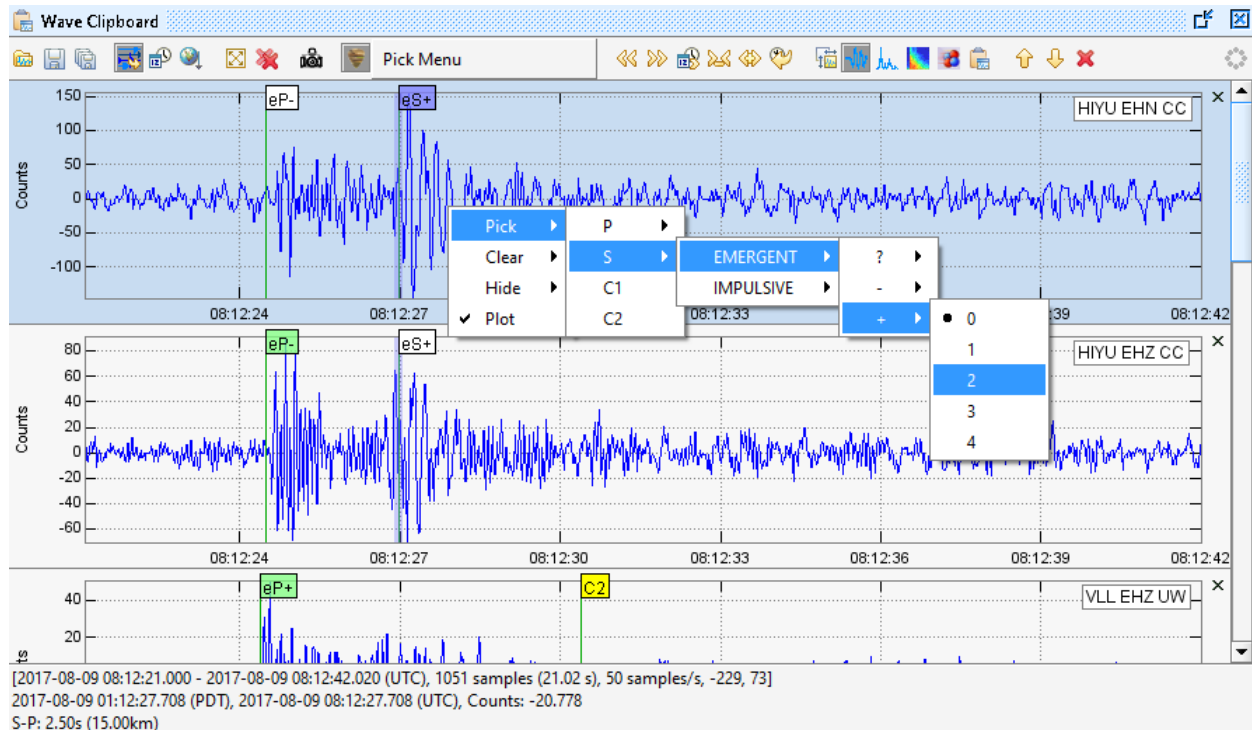 Wave Clipboard
Pick Menu
150
100
50
0
-50
-100
Counts
eP-
eS+
HIYU EHN CC
08:12:24
08:12:27
08:12:33
:39
08:12:42
Pick
Clear
Hide
Plot
P
S
C1
C2
EMERGENT
IMPULSIVE
?
-
+
0
1
2
3
4
80
60
40
20
0
-20
-40
-60
Counts
eP-
eS+
HIYU EHZ CC
08:12:24
08:12:27
08:12:30
08:12:33
08:12:36
08:12:39
08:12:42
40
20
ts
eP+
C2
VLL EHZ UW
[2017-08-09 08:12:21.000 - 2017-08-09 08:12:42.020 (UTC), 1051 samples (21.02 s), 50 samples/s, -229, 73]
2017-08-09 01:12:27.708 (PDT), 2017-08-09 08:12:27.708 (UTC), Counts: -20.778
S-P: 2.50s (15.00km)